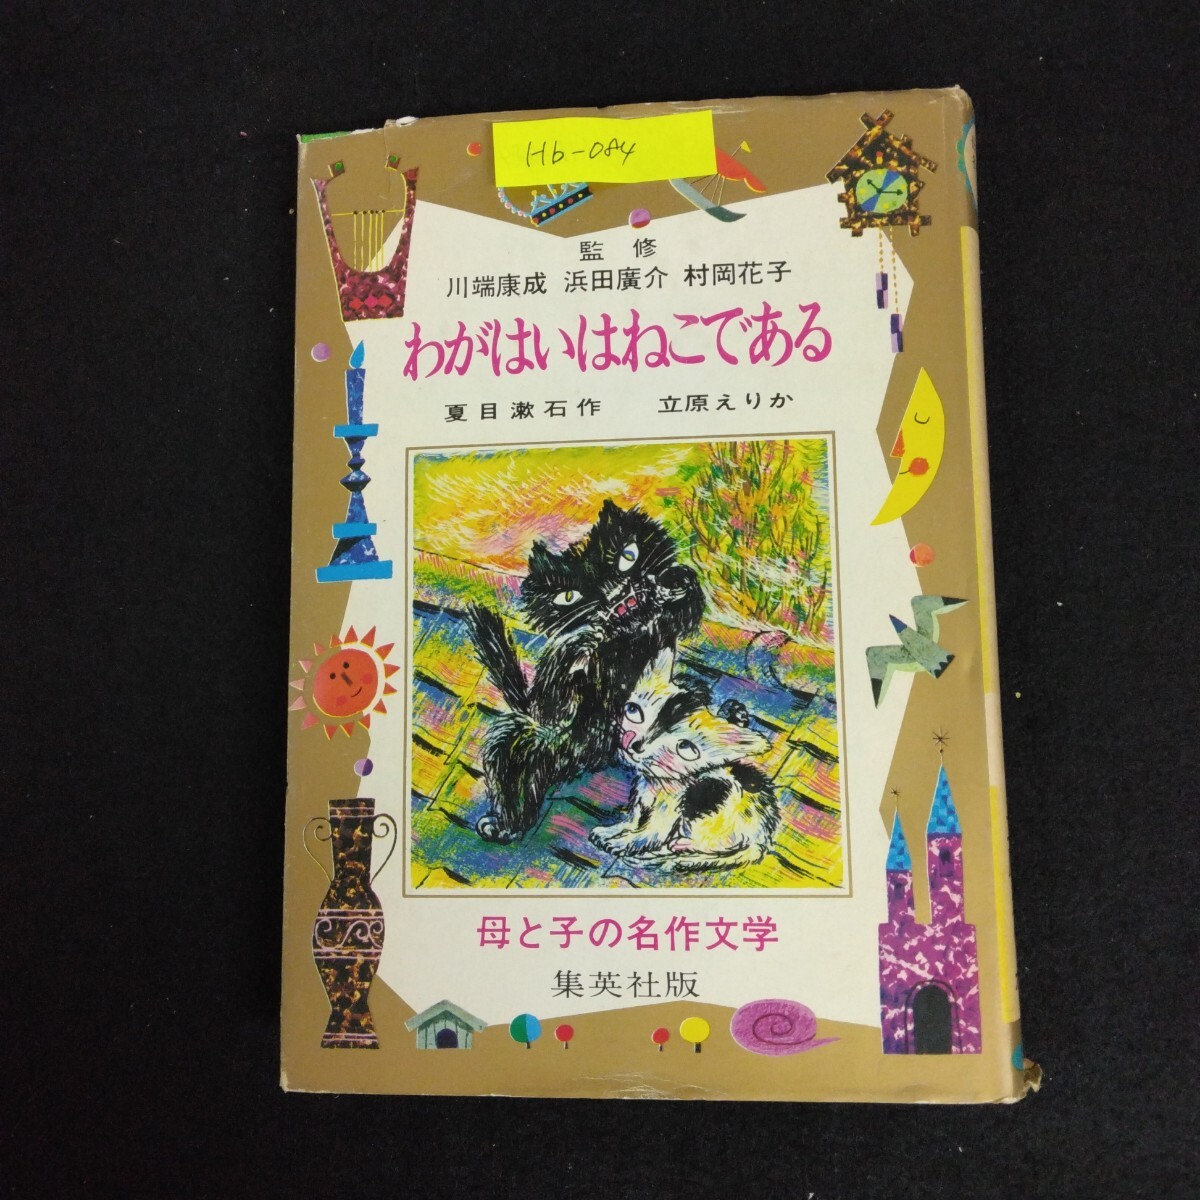 Hb-084
監修
川端康成 浜田廣介 村岡花子
わがはいはねこである
夏目漱石作 立原えりか
母と子の名作文学
集英社版